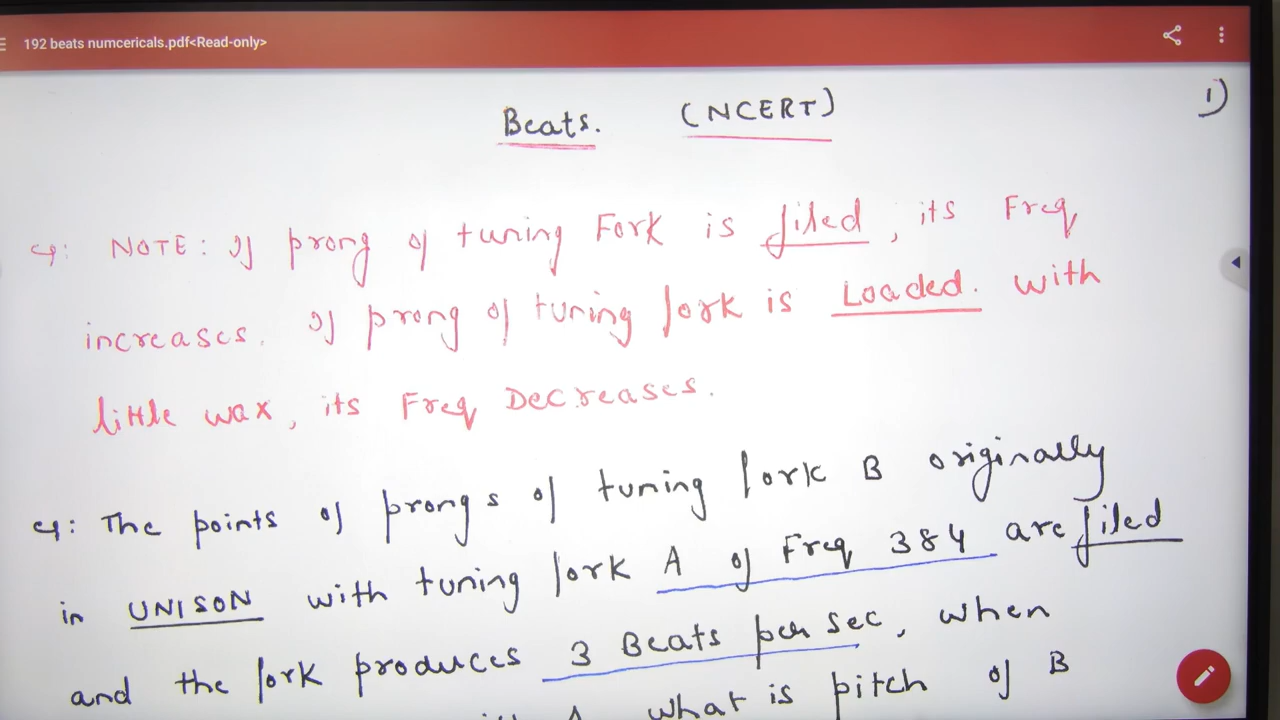 192 beats numcericals.pdf<Read-only>
1)
Beats. (NCERT)
Q: NOTE: If prong of tuning Fork is filed, its Freq
increases. If prong of tuning fork is Loaded. with
little wax, its Freq Decreases.
Q: The points of prongs of tuning fork B originally
in UNISON with tuning fork A of Freq 384 are filed
and the fork produces 3 Beats per sec, when
A what is pitch of B